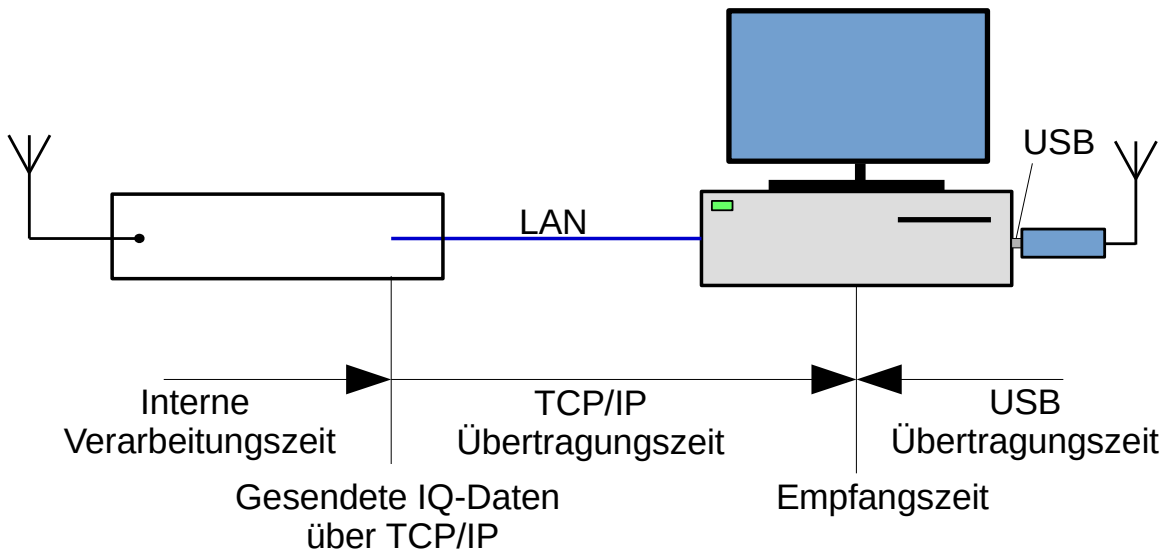 USB
LAN
Interne
Verarbeitungszeit
TCP/IP
Übertragungszeit
USB
Übertragungszeit
Gesendete IQ-Daten
über TCP/IP
Empfangszeit